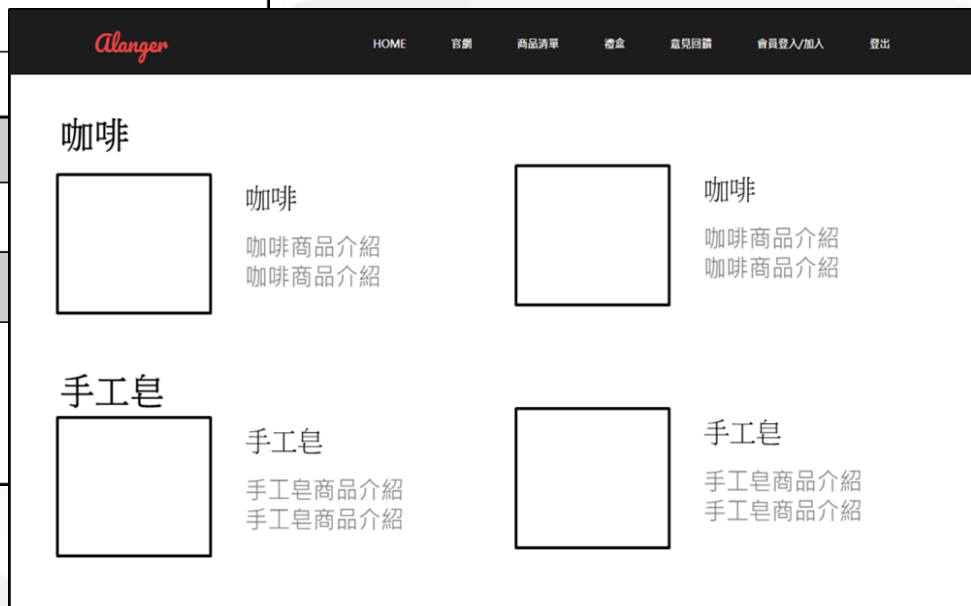 Alanger
HOME 官網 商品清單 禮盒 意見回饋 會員登入/加入 登出
咖啡
咖啡
咖啡商品介紹
咖啡商品介紹
咖啡
咖啡商品介紹
咖啡商品介紹
手工皂
手工皂
手工皂商品介紹
手工皂商品介紹
手工皂
手工皂商品介紹
手工皂商品介紹